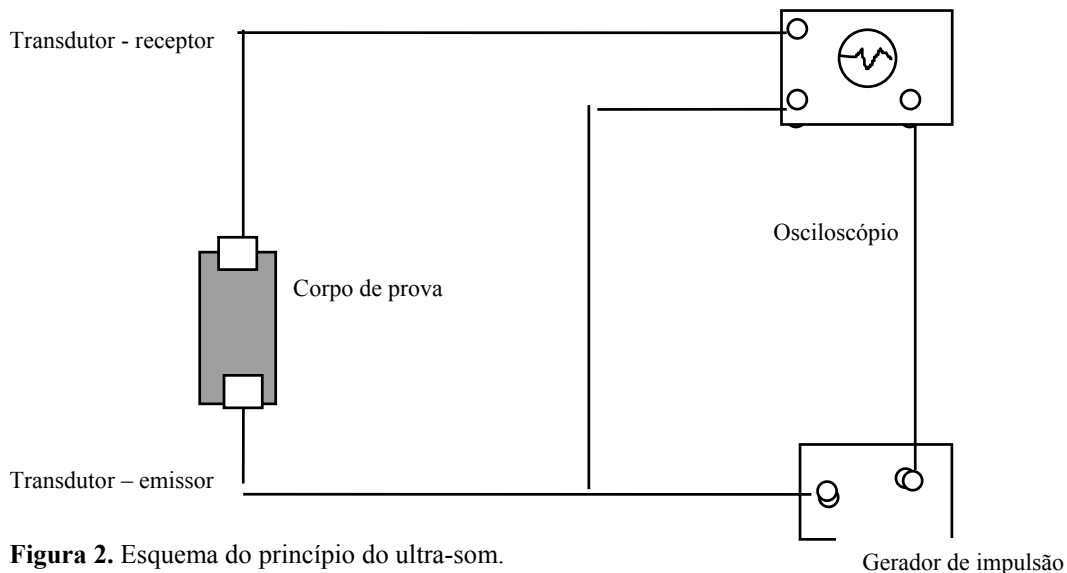 Transdutor - receptor
Osciloscópio
Corpo de prova
Transdutor – emissor
Figura 2. Esquema do princípio do ultra-som.
Gerador de impulsão